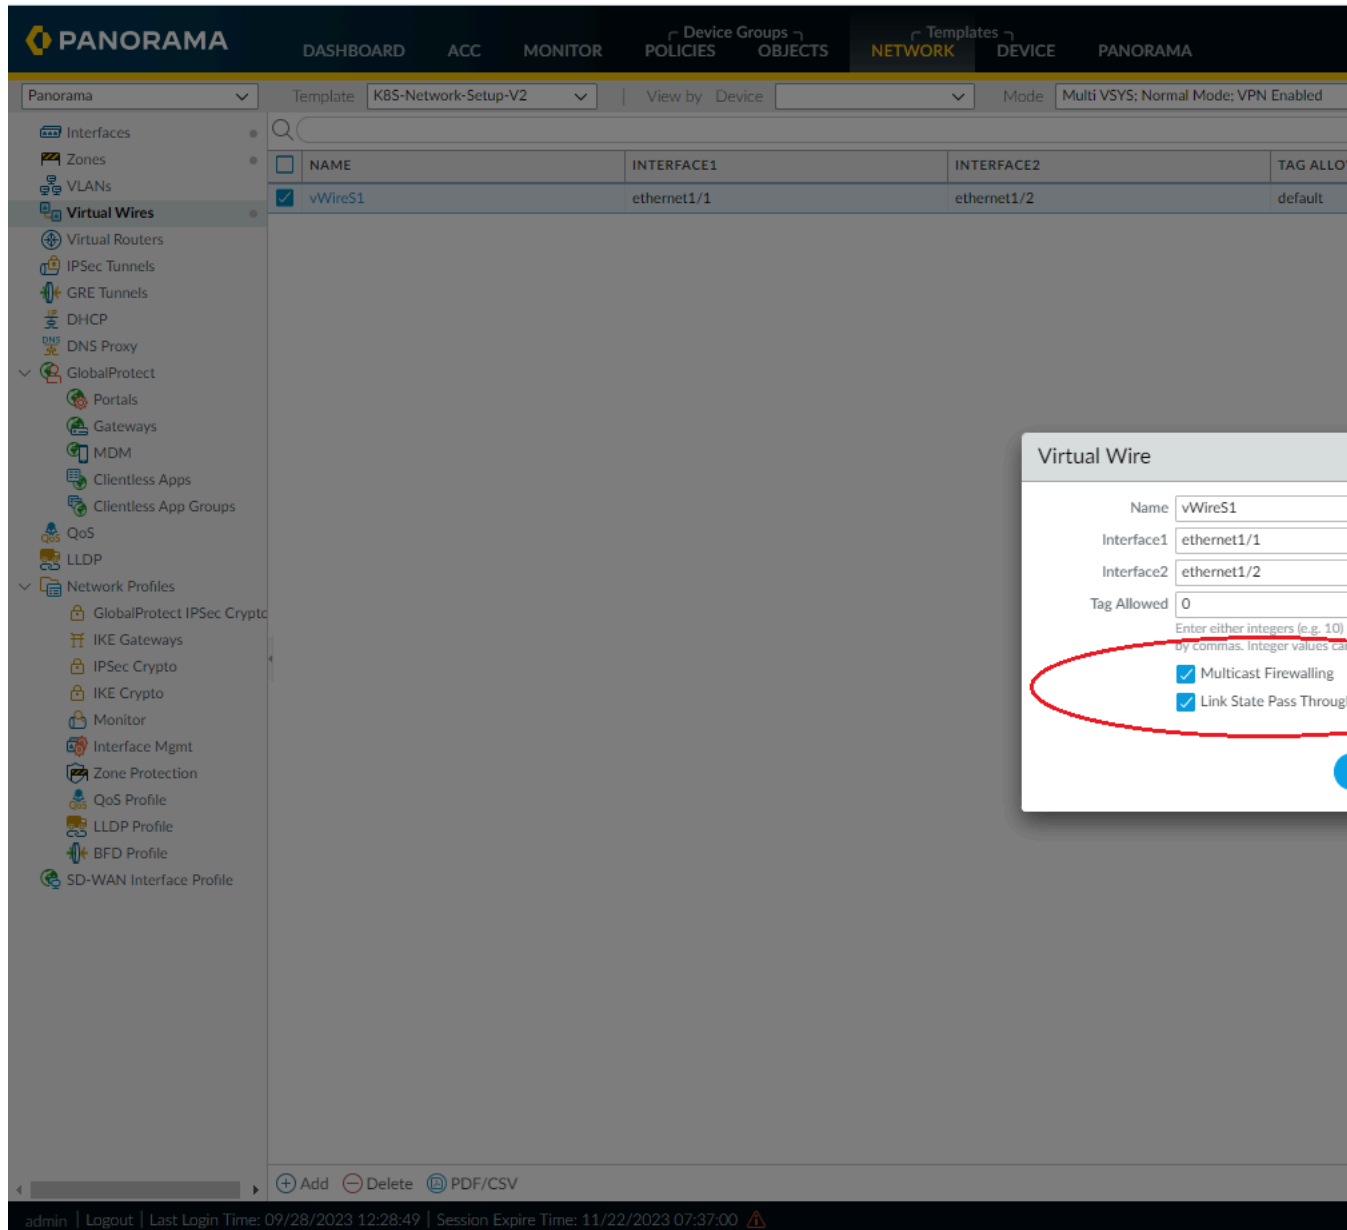 PANORAMA
DASHBOARD
ACC
MONITOR
Device Groups
POLICIES
OBJECTS
Templates
NETWORK
DEVICE
PANORAMA
Panorama
Template
K8S-Network-Setup-V2
View by Device
Mode
Multi VSYS; Normal Mode; VPN Enabled
Interfaces
Zones
VLANs
Virtual Wires
Virtual Routers
IPSec Tunnels
GRE Tunnels
DHCP
DNS Proxy
GlobalProtect
Portals
Gateways
MDM
Clientless Apps
Clientless App Groups
QoS
LLDP
Network Profiles
GlobalProtect IPSec Crypto
IKE Gateways
IPSec Crypto
IKE Crypto
Monitor
Interface Mgmt
Zone Protection
QoS Profile
LLDP Profile
BFD Profile
SD-WAN Interface Profile
NAME
INTERFACE1
INTERFACE2
TAG ALLO
vWireS1
ethernet1/1
ethernet1/2
default
Virtual Wire
Name
vWireS1
Interface1
ethernet1/1
Interface2
ethernet1/2
Tag Allowed
0
Enter either integers (e.g. 10)
by commas. Integer values ca
Multicast Firewalling
Link State Pass Throug
Add
Delete
PDF/CSV
admin | Logout | Last Login Time: 09/28/2023 12:28:49 | Session Expire Time: 11/22/2023 07:37:00